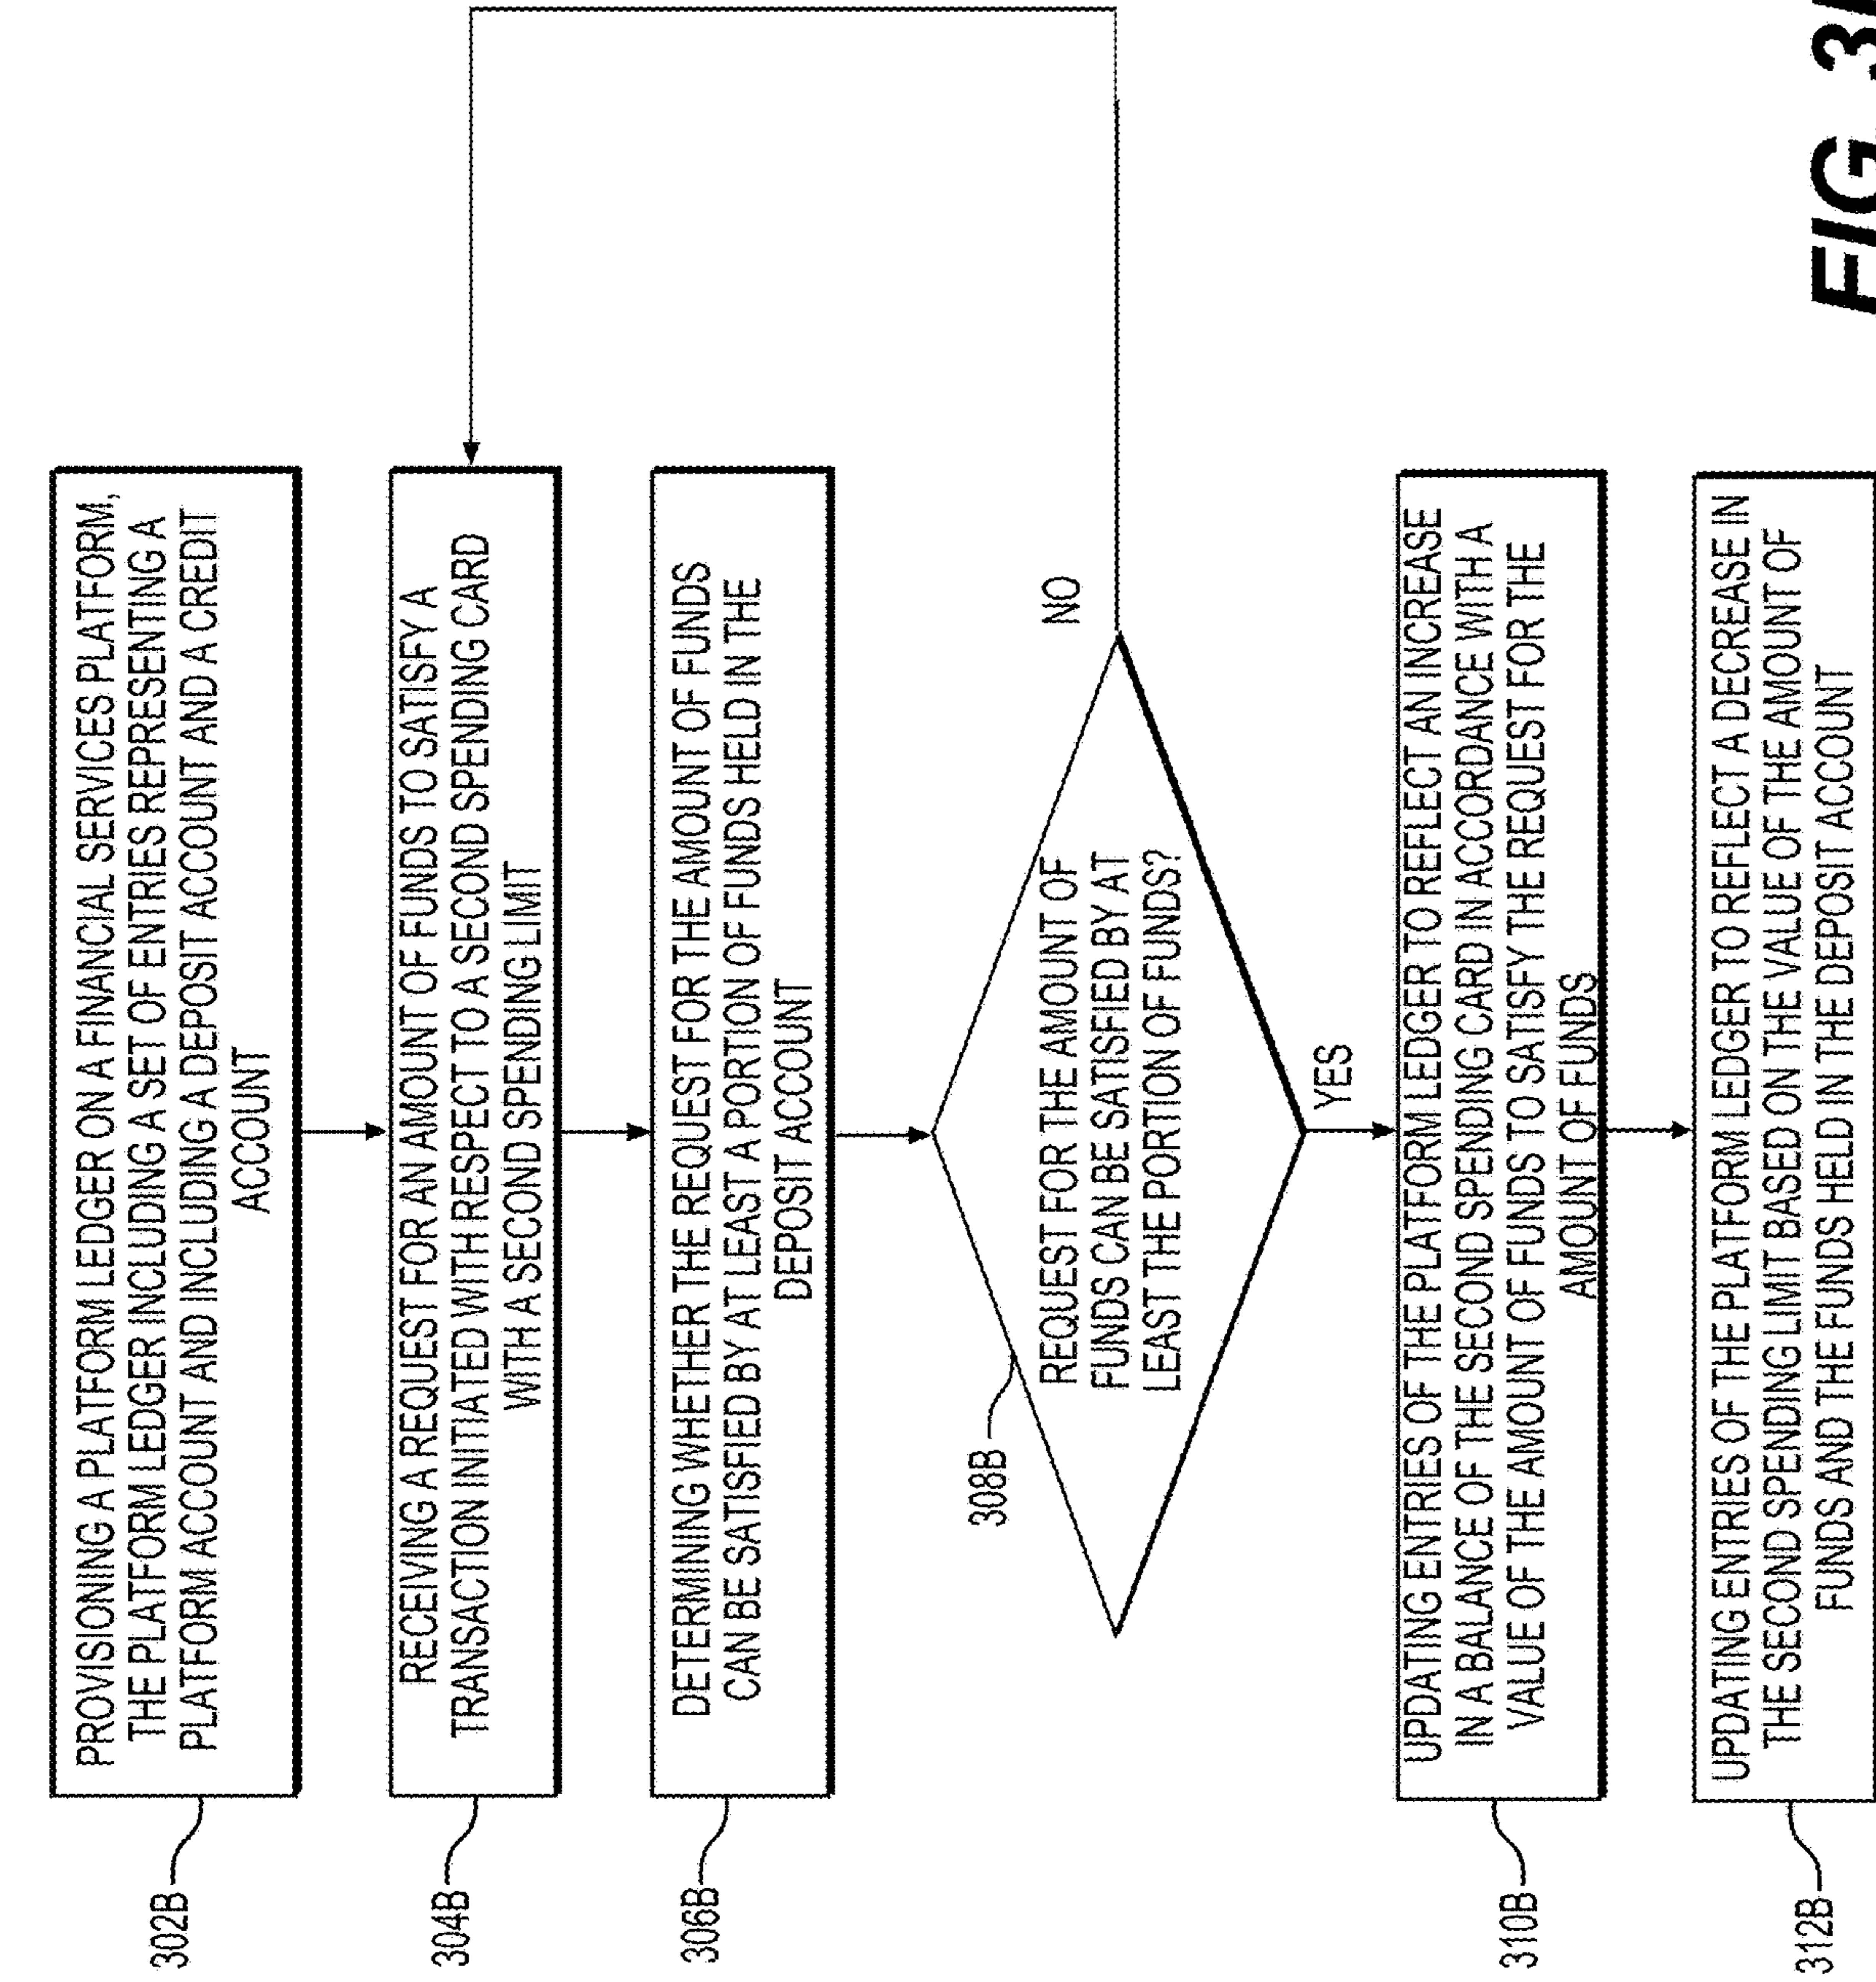 302B
PROVISIONING A PLATFORM LEDGER ON A FINANCIAL SERVICES PLATFORM,
THE PLATFORM LEDGER INCLUDING A SET OF ENTRIES REPRESENTING A
PLATFORM ACCOUNT AND INCLUDING A DEPOSIT ACCOUNT AND A CREDIT
ACCOUNT
304B
RECEIVING A REQUEST FOR AN AMOUNT OF FUNDS TO SATISFY A
TRANSACTION INITIATED WITH RESPECT TO A SECOND SPENDING CARD
WITH A SECOND SPENDING LIMIT
306B
DETERMINING WHETHER THE REQUEST FOR THE AMOUNT OF FUNDS
CAN BE SATISFIED BY AT LEAST A PORTION OF FUNDS HELD IN THE
DEPOSIT ACCOUNT
308B
REQUEST FOR THE AMOUNT OF
FUNDS CAN BE SATISFIED BY AT
LEAST THE PORTION OF FUNDS?
NO
YES
310B
UPDATING ENTRIES OF THE PLATFORM LEDGER TO REFLECT AN INCREASE
IN A BALANCE OF THE SECOND SPENDING CARD IN ACCORDANCE WITH A
VALUE OF THE AMOUNT OF FUNDS TO SATISFY THE REQUEST FOR THE
AMOUNT OF FUNDS
312B
UPDATING ENTRIES OF THE PLATFORM LEDGER TO REFLECT A DECREASE IN
THE SECOND SPENDING LIMIT BASED ON THE VALUE OF THE AMOUNT OF
FUNDS AND THE FUNDS HELD IN THE DEPOSIT ACCOUNT
FIG. 3